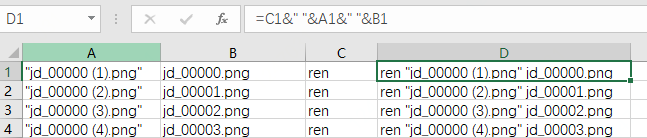 D1 =C1&" "&A1&" "&B1
A B C D
1 "jd_00000 (1).png" jd_00000.png ren ren "jd_00000 (1).png" jd_00000.png
2 "jd_00000 (2).png" jd_00001.png ren ren "jd_00000 (2).png" jd_00001.png
3 "jd_00000 (3).png" jd_00002.png ren ren "jd_00000 (3).png" jd_00002.png
4 "jd_00000 (4).png" jd_00003.png ren ren "jd_00000 (4).png" jd_00003.png